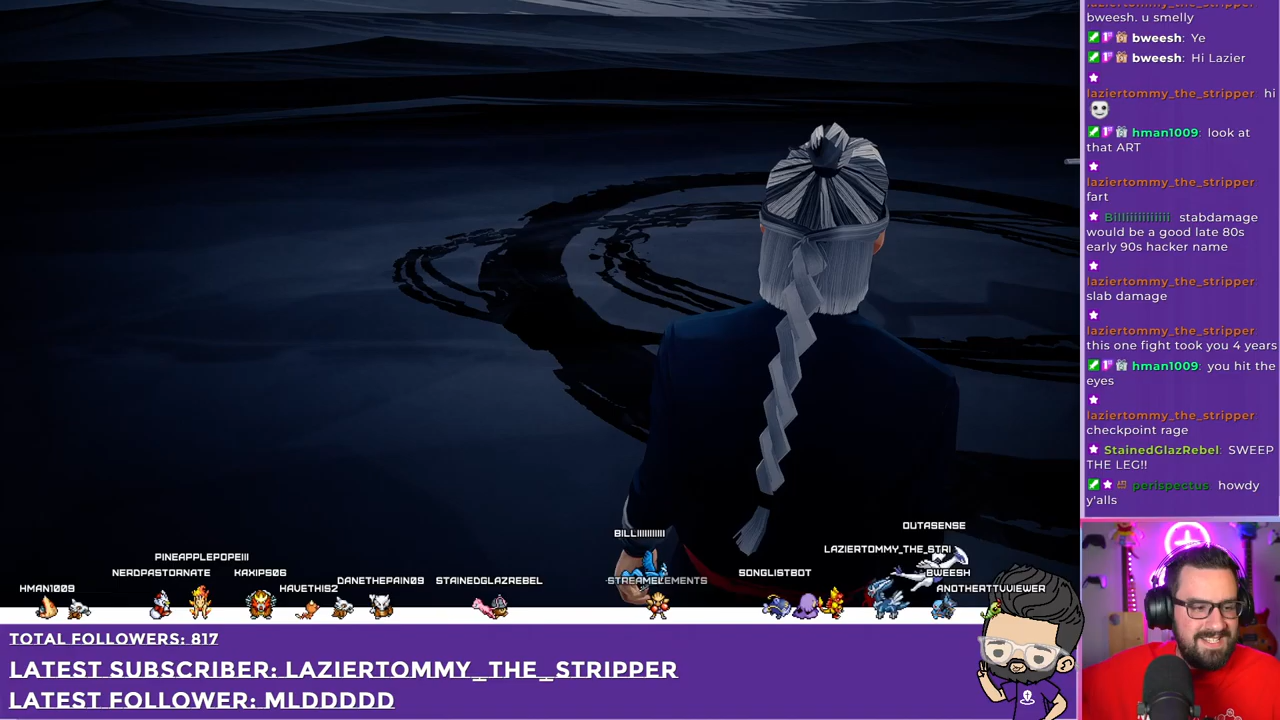 laziertommy_the_stripper
bweesh. u smelly
bweesh: Ye
bweesh: Hi Lazier
laziertommy_the_stripper: hi
hman1009: look at
that ART
laziertommy_the_stripper
fart
Billiiiiiiiiiiii stabdamage
would be a good late 80s
early 90s hacker name
laziertommy_the_stripper
slab damage
laziertommy_the_stripper
this one fight took you 4 years
hman1009: you hit the
eyes
laziertommy_the_stripper
checkpoint rage
StainedGlazRebel: SWEEP
THE LEG!!
perispectus howdy
y'alls
OUTASENSE
LAZIERTOMMY_THE_STRI
PINEAPPLEPOPEIII
NERDPASTORNATE
KAXIPS06
DANETHEPAIN09
STAINEDGLAZREBEL
STREAMELEMENTS
SONGLISTBOT
BWEESH
HMAN1009
HAVETHIS2
TOTAL FOLLOWERS: 817
LATEST SUBSCRIBER: LAZIERTOMMY_THE_STRIPPER
LATEST FOLLOWER: MLDDDDD